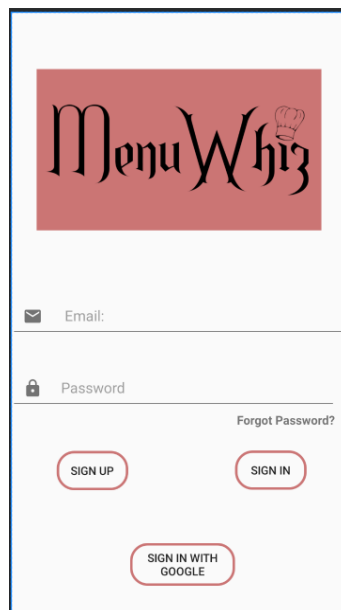 MenuWhiz
Email:
Password
Forgot Password?
SIGN UP
SIGN IN
SIGN IN WITH
GOOGLE